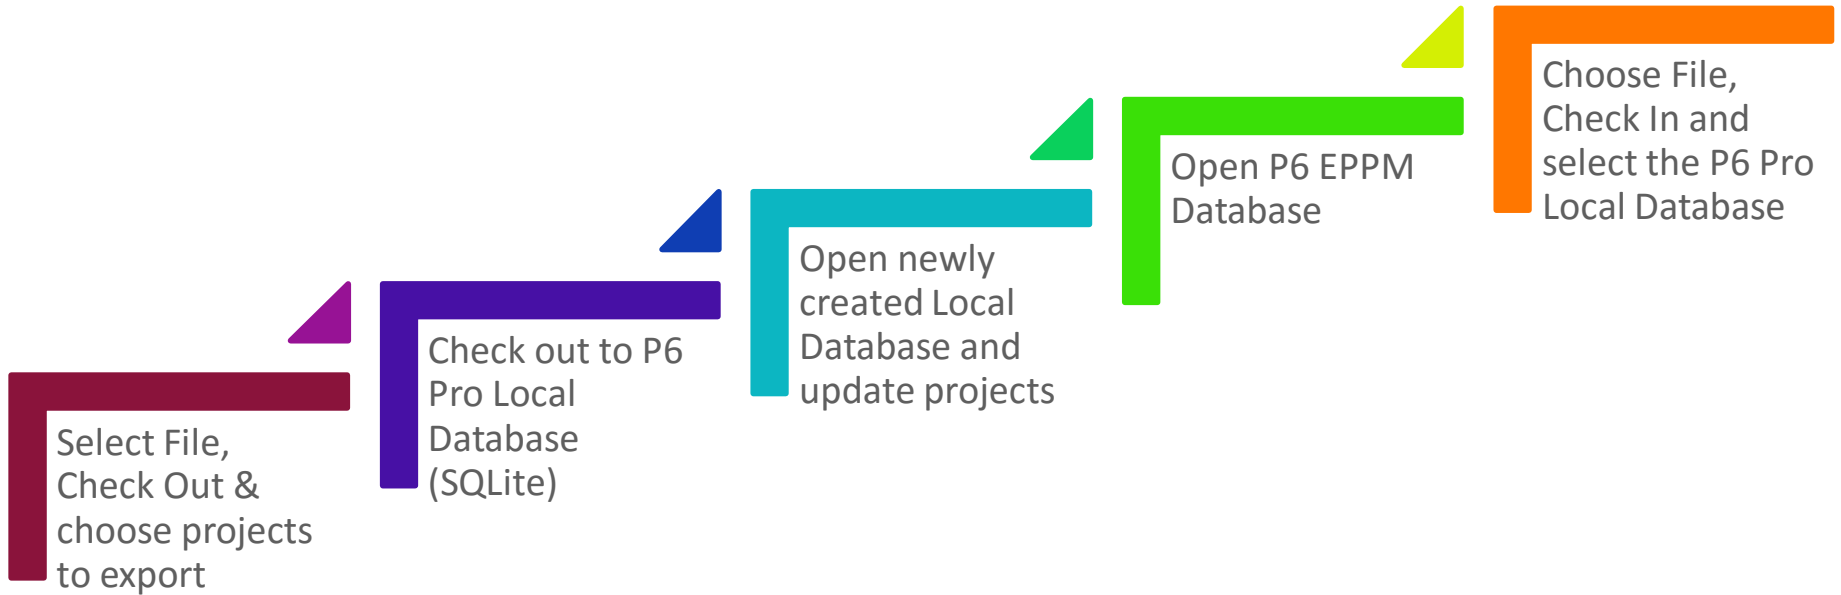 Select File,
Check Out &
choose projects
to export
Check out to P6
Pro Local
Database
(SQLite)
Open newly
created Local
Database and
update projects
Open P6 EPPM
Database
Choose File,
Check In and
select the P6 Pro
Local Database